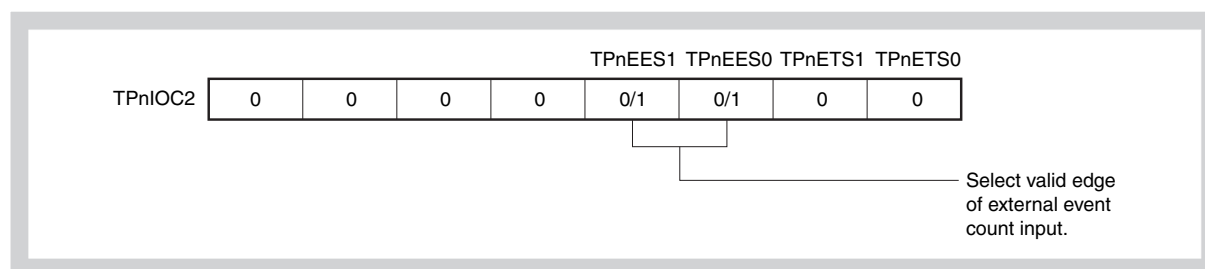 TPnEES1 TPnEES0 TPnETS1 TPnETS0
TPnIOC2 0 0 0 0 0/1 0/1 0 0
Select valid edge
of external event
count input.